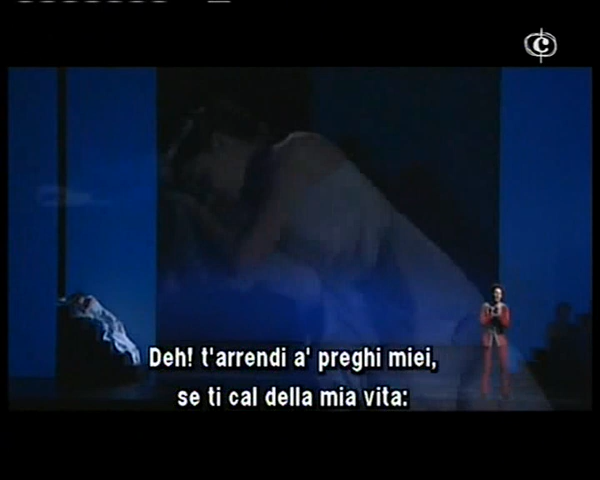 Deh! t'arrendi a' preghi miei,
se ti cal della mia vita: